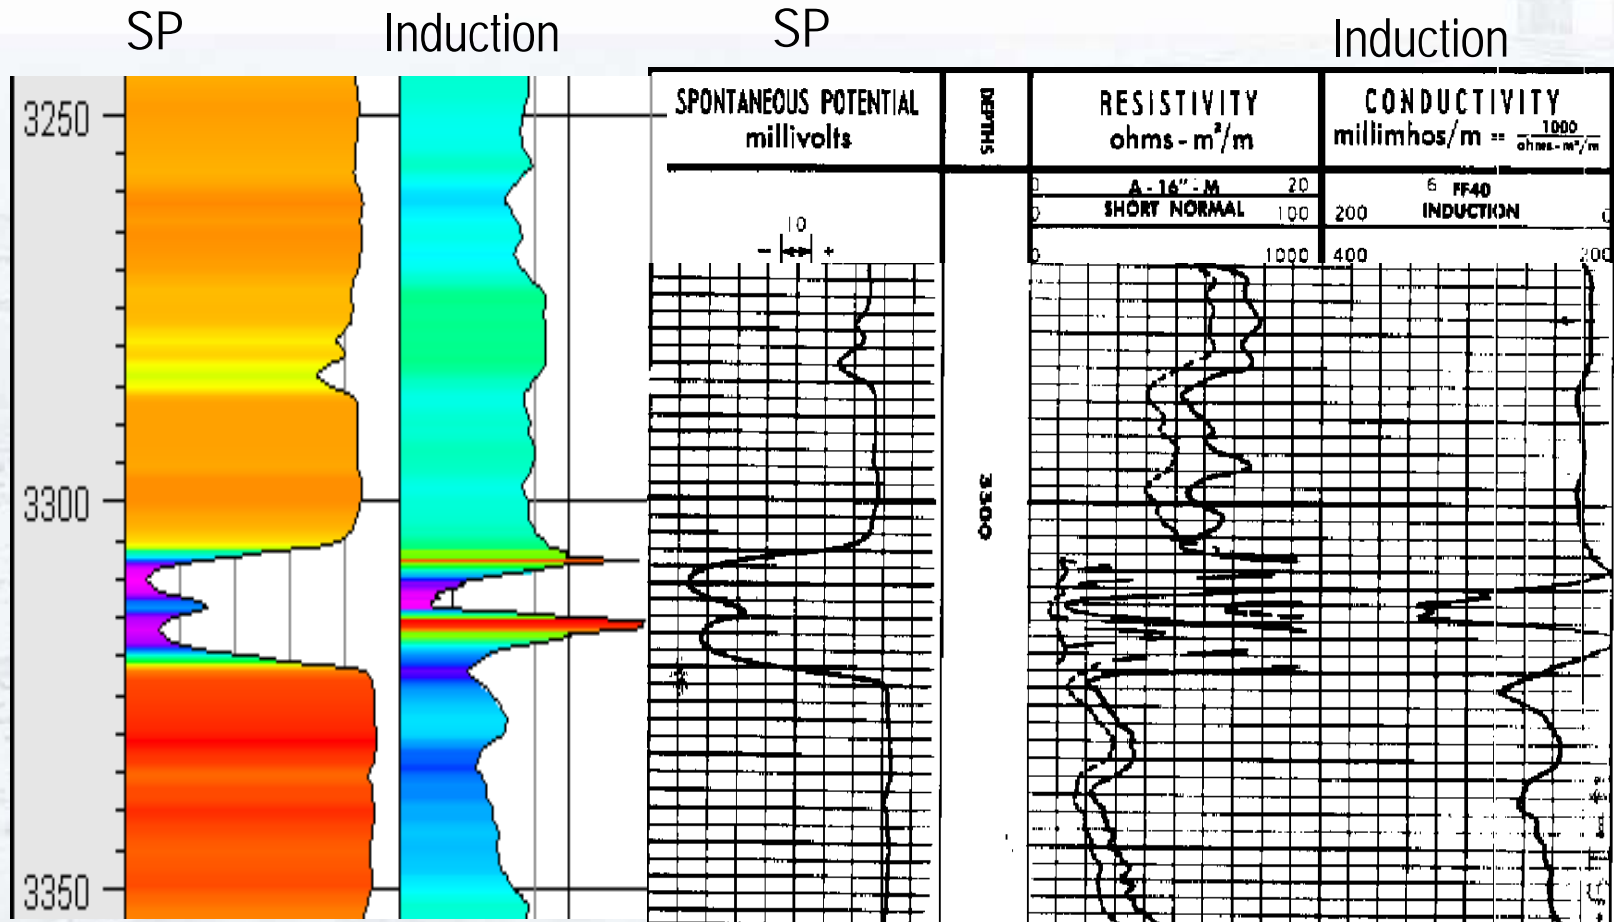 SP
Induction
SP
Induction
3250
3300
3350
SPONTANEOUS POTENTIAL
millivolts
DEPTHS
RESISTIVITY
ohms - m²/m
CONDUCTIVITY
millimhos/m = 1000
ohms - m²/m
10
- +
0 A - 16" - M 20
SHORT NORMAL
0 100
0 1000
6 FF40
200 INDUCTION 0
400 200
3300